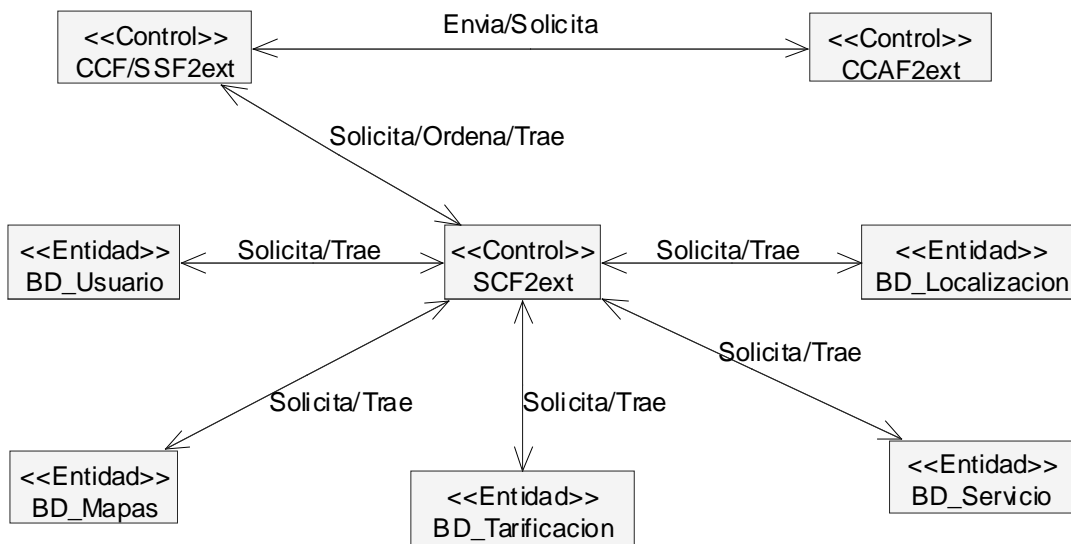 <<Control>>
CCF/SSF2ext
Envia/Solicita
<<Control>>
CCAF2ext
Solicita/Ordena/Trae
<<Entidad>>
BD_Usuario
Solicita/Trae
<<Control>>
SCF2ext
Solicita/Trae
<<Entidad>>
BD_Localizacion
Solicita/Trae
Solicita/Trae
Solicita/Trae
<<Entidad>>
BD_Mapas
<<Entidad>>
BD_Tarificacion
<<Entidad>>
BD_Servicio